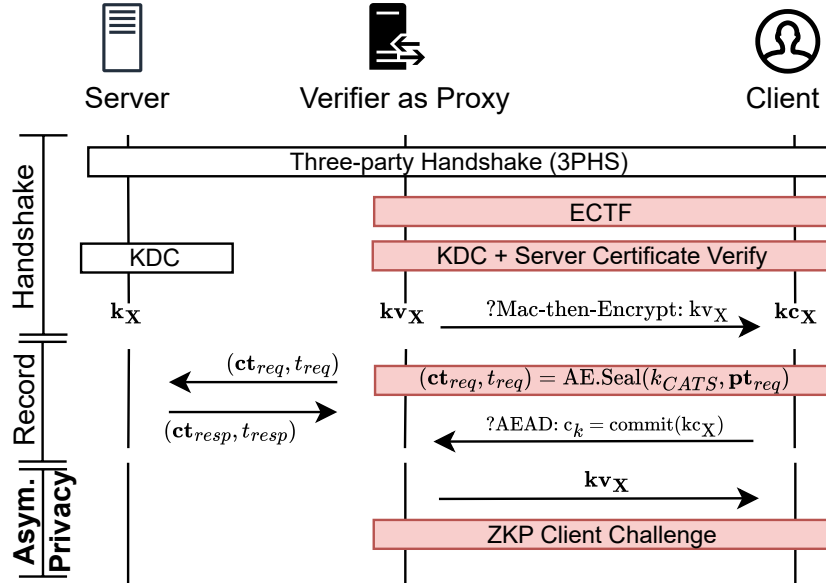 Server
Verifier as Proxy
Client
Handshake
Three-party Handshake (3PHS)
ECTF
KDC
KDC + Server Certificate Verify
k_X
kv_X
?Mac-then-Encrypt: kv_X
kc_X
Record
(ct_req, t_req)
(ct_req, t_req) = AE.Seal(k_CATS, pt_req)
(ct_resp, t_resp)
?AEAD: c_k = commit(kc_X)
Asym.
Privacy
kv_X
ZKP Client Challenge